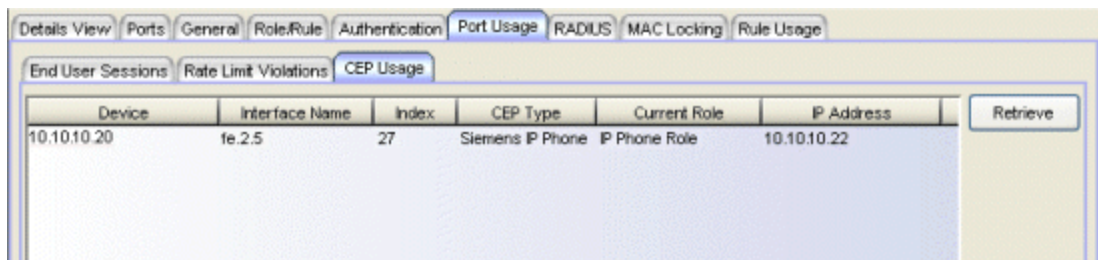 Details View Ports General Role/Rule Authentication Port Usage RADIUS MAC Locking Rule Usage
End User Sessions Rate Limit Violations CEP Usage
Device Interface Name Index CEP Type Current Role IP Address Retrieve
10.10.10.20 fe.2.5 27 Siemens IP Phone IP Phone Role 10.10.10.22